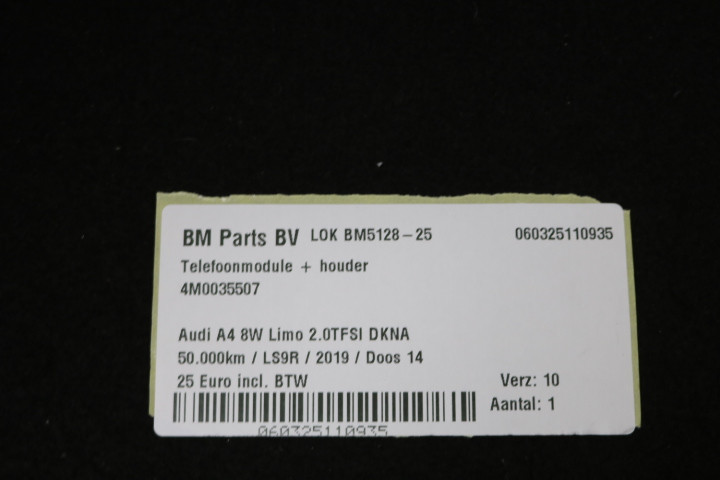 BM Parts BV LOK BM5128-25 060325110935
Telefoonmodule + houder
4M0035507
Audi A4 8W Limo 2.0TFSI DKNA
50.000km / LS9R / 2019 / Doos 14
25 Euro incl. BTW Verz: 10
Aantal: 1
060325110935